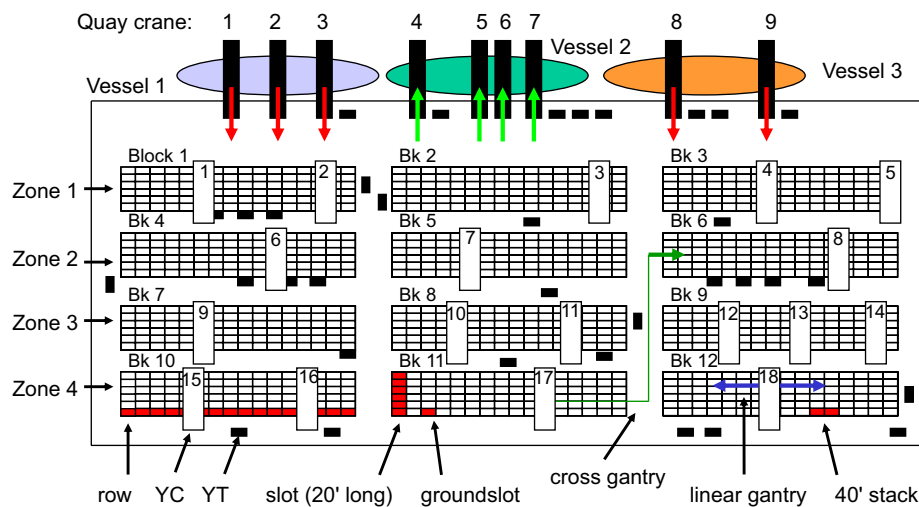 Quay crane: 1 2 3 4 5 6 7 8 9
Vessel 1
Vessel 2
Vessel 3
Block 1
Bk 2
Bk 3
Zone 1
1
2
3
4
5
Bk 4
Bk 5
Bk 6
Zone 2
6
7
8
Bk 7
Bk 8
Bk 9
Zone 3
9
10
11
12
13
14
Bk 10
Bk 11
Bk 12
Zone 4
15
16
17
18
cross gantry
row
YC
YT
slot (20' long)
groundslot
linear gantry
40' stack